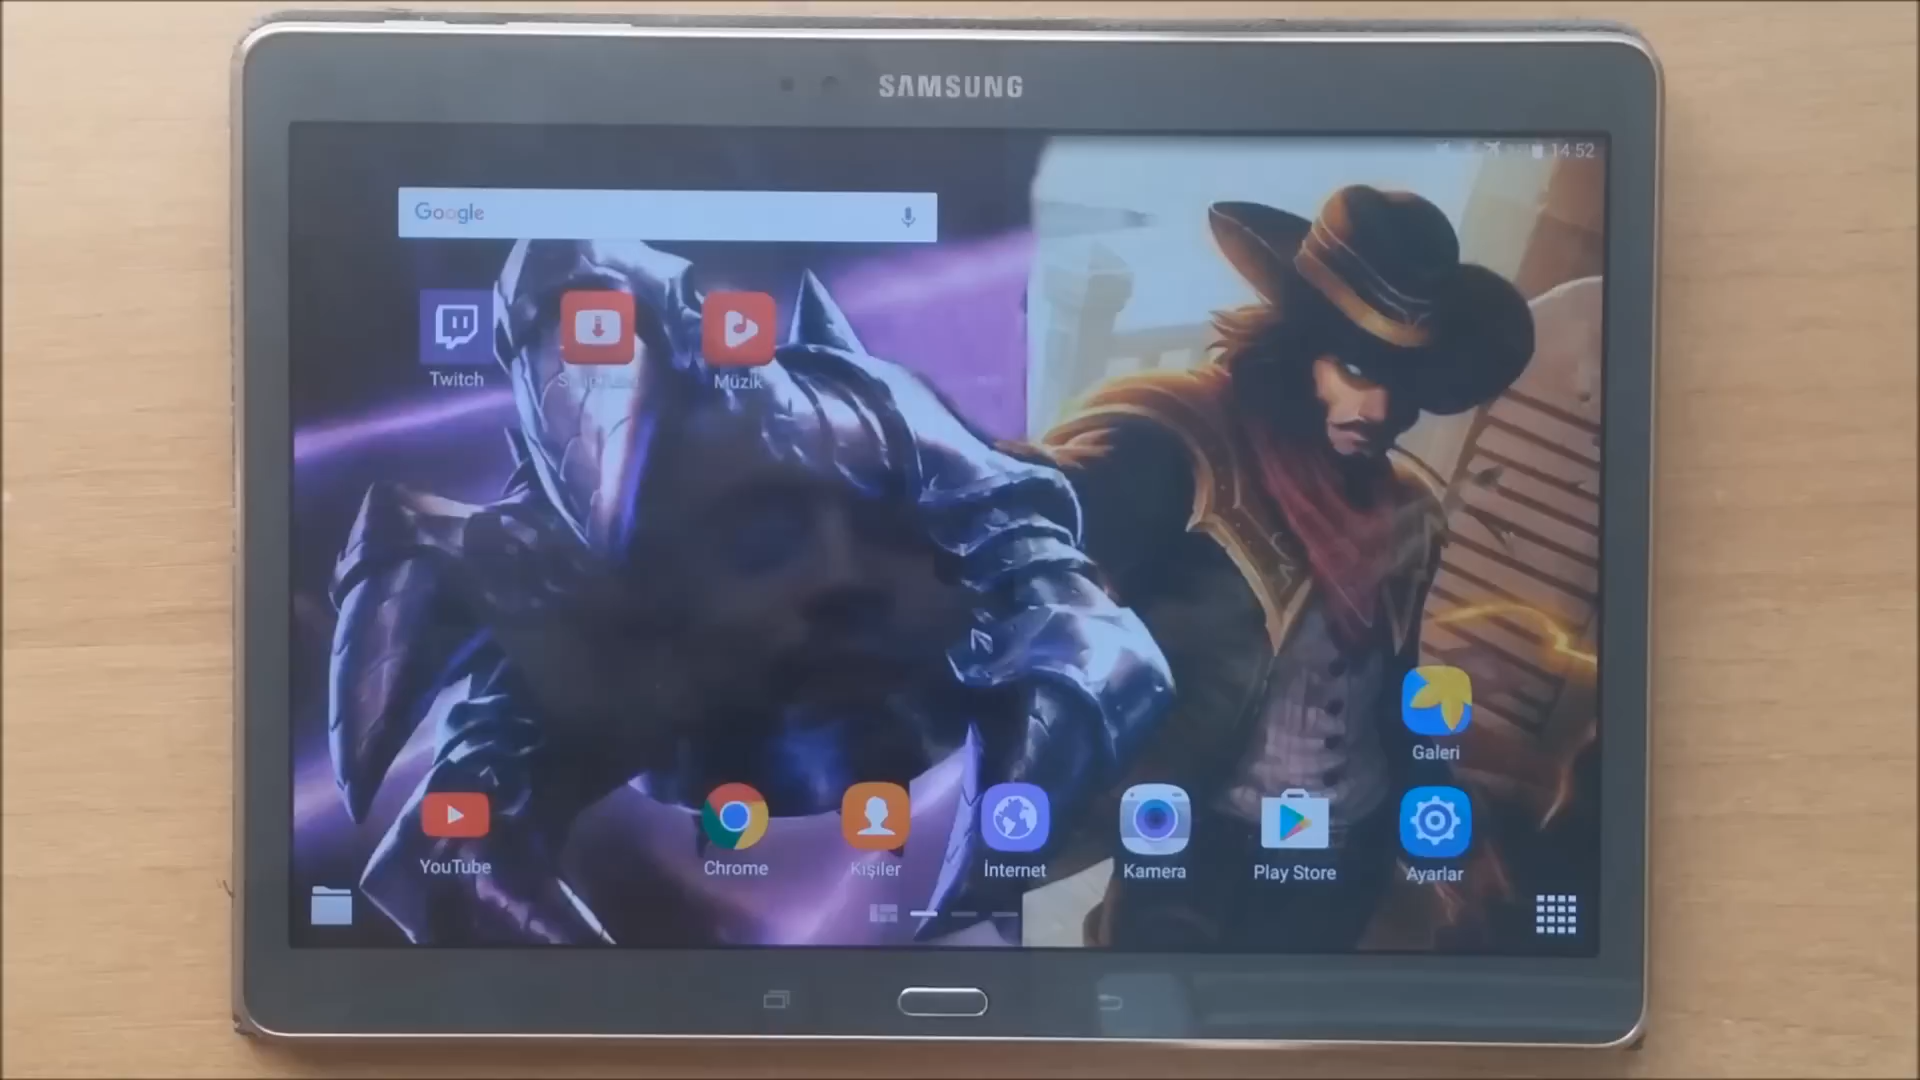 SAMSUNG
14:52
Google
Twitch
Müzik
Galeri
YouTube
Chrome
Kişiler
İnternet
Kamera
Play Store
Ayarlar